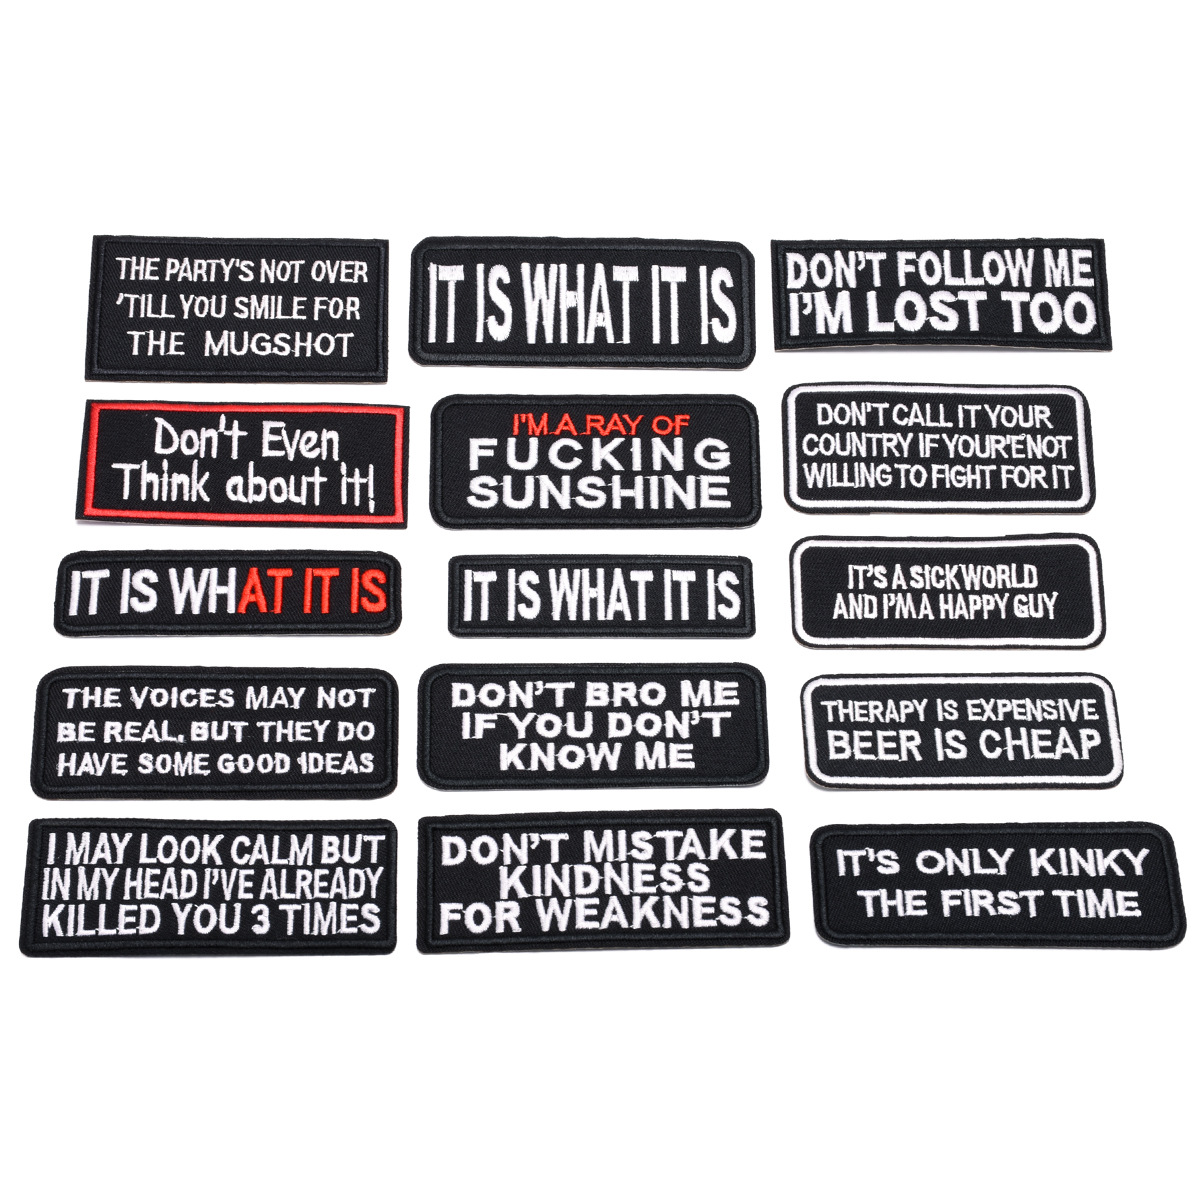 THE PARTY'S NOT OVER
'TILL YOU SMILE FOR
THE MUGSHOT
IT IS WHAT IT IS
DON'T FOLLOW ME
I'M LOST TOO
Don't Even
Think about it!
I'M A RAY OF
FUCKING
SUNSHINE
DON'T CALL IT YOUR
COUNTRY IF YOUR'E NOT
WILLING TO FIGHT FOR IT
IT IS WHAT IT IS
IT IS WHAT IT IS
IT'S A SICK WORLD
AND I'M A HAPPY GUY
THE VOICES MAY NOT
BE REAL, BUT THEY DO
HAVE SOME GOOD IDEAS
DON'T BRO ME
IF YOU DON'T
KNOW ME
THERAPY IS EXPENSIVE
BEER IS CHEAP
I MAY LOOK CALM BUT
IN MY HEAD I'VE ALREADY
KILLED YOU 3 TIMES
DON'T MISTAKE
KINDNESS
FOR WEAKNESS
IT'S ONLY KINKY
THE FIRST TIME